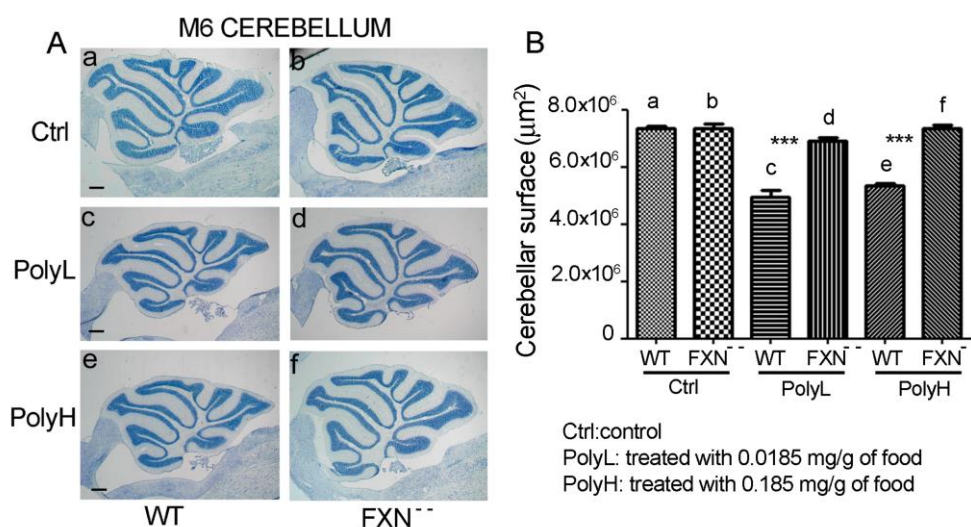 M6 CEREBELLUM
A
a
b
Ctrl
c
d
PolyL
e
f
PolyH
WT
FXN⁻ ⁻
B
Cerebellar surface (μm²)
8.0x10⁶
6.0x10⁶
4.0x10⁶
2.0x10⁶
0
a
b
c
***
d
e
***
f
WT FXN⁻ ⁻ WT FXN⁻ ⁻ WT FXN⁻
Ctrl PolyL PolyH
Ctrl:control
PolyL: treated with 0.0185 mg/g of food
PolyH: treated with 0.185 mg/g of food